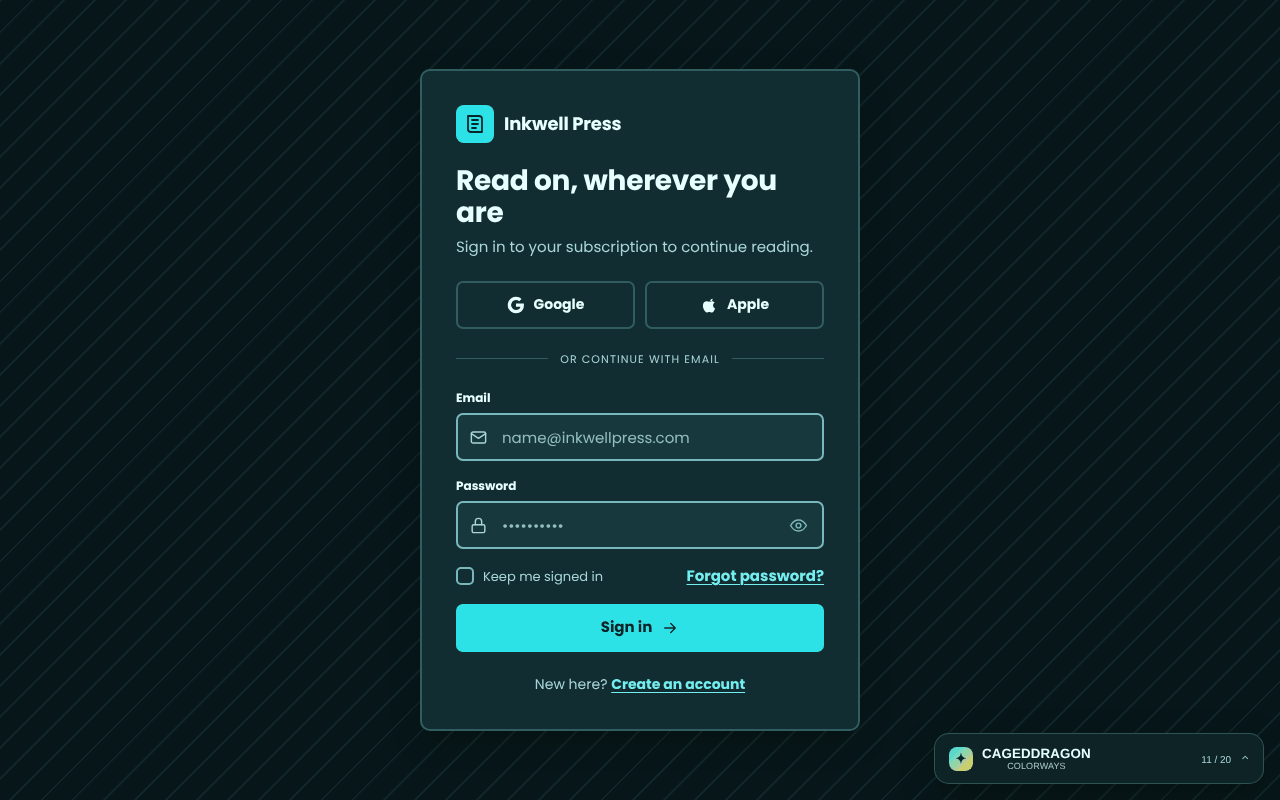 Inkwell Press
Read on, wherever you
are
Sign in to your subscription to continue reading.
Google
Apple
OR CONTINUE WITH EMAIL
Email
name@inkwellpress.com
Password
••••••••••
Keep me signed in
Forgot password?
Sign in →
New here? Create an account
CAGEDDRAGON
COLORWAYS
11 / 20